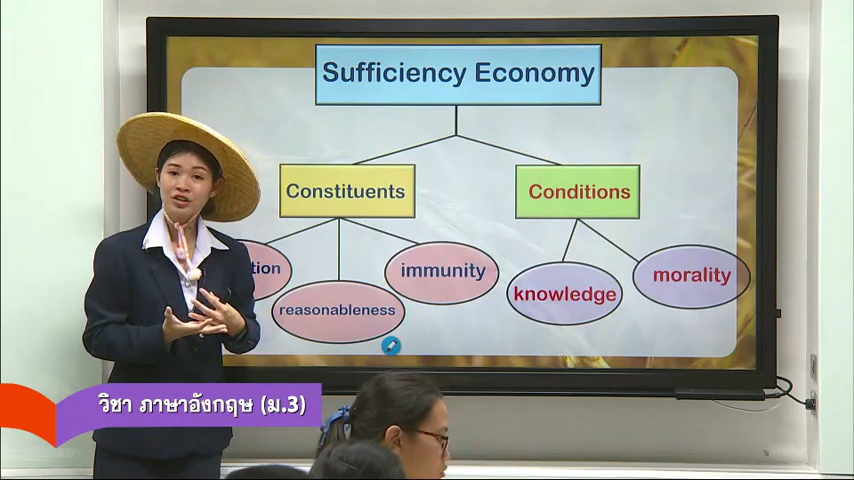 Sufficiency Economy
Constituents
Conditions
immunity
reasonableness
knowledge
morality
วิชา ภาษาอังกฤษ (ม.3)